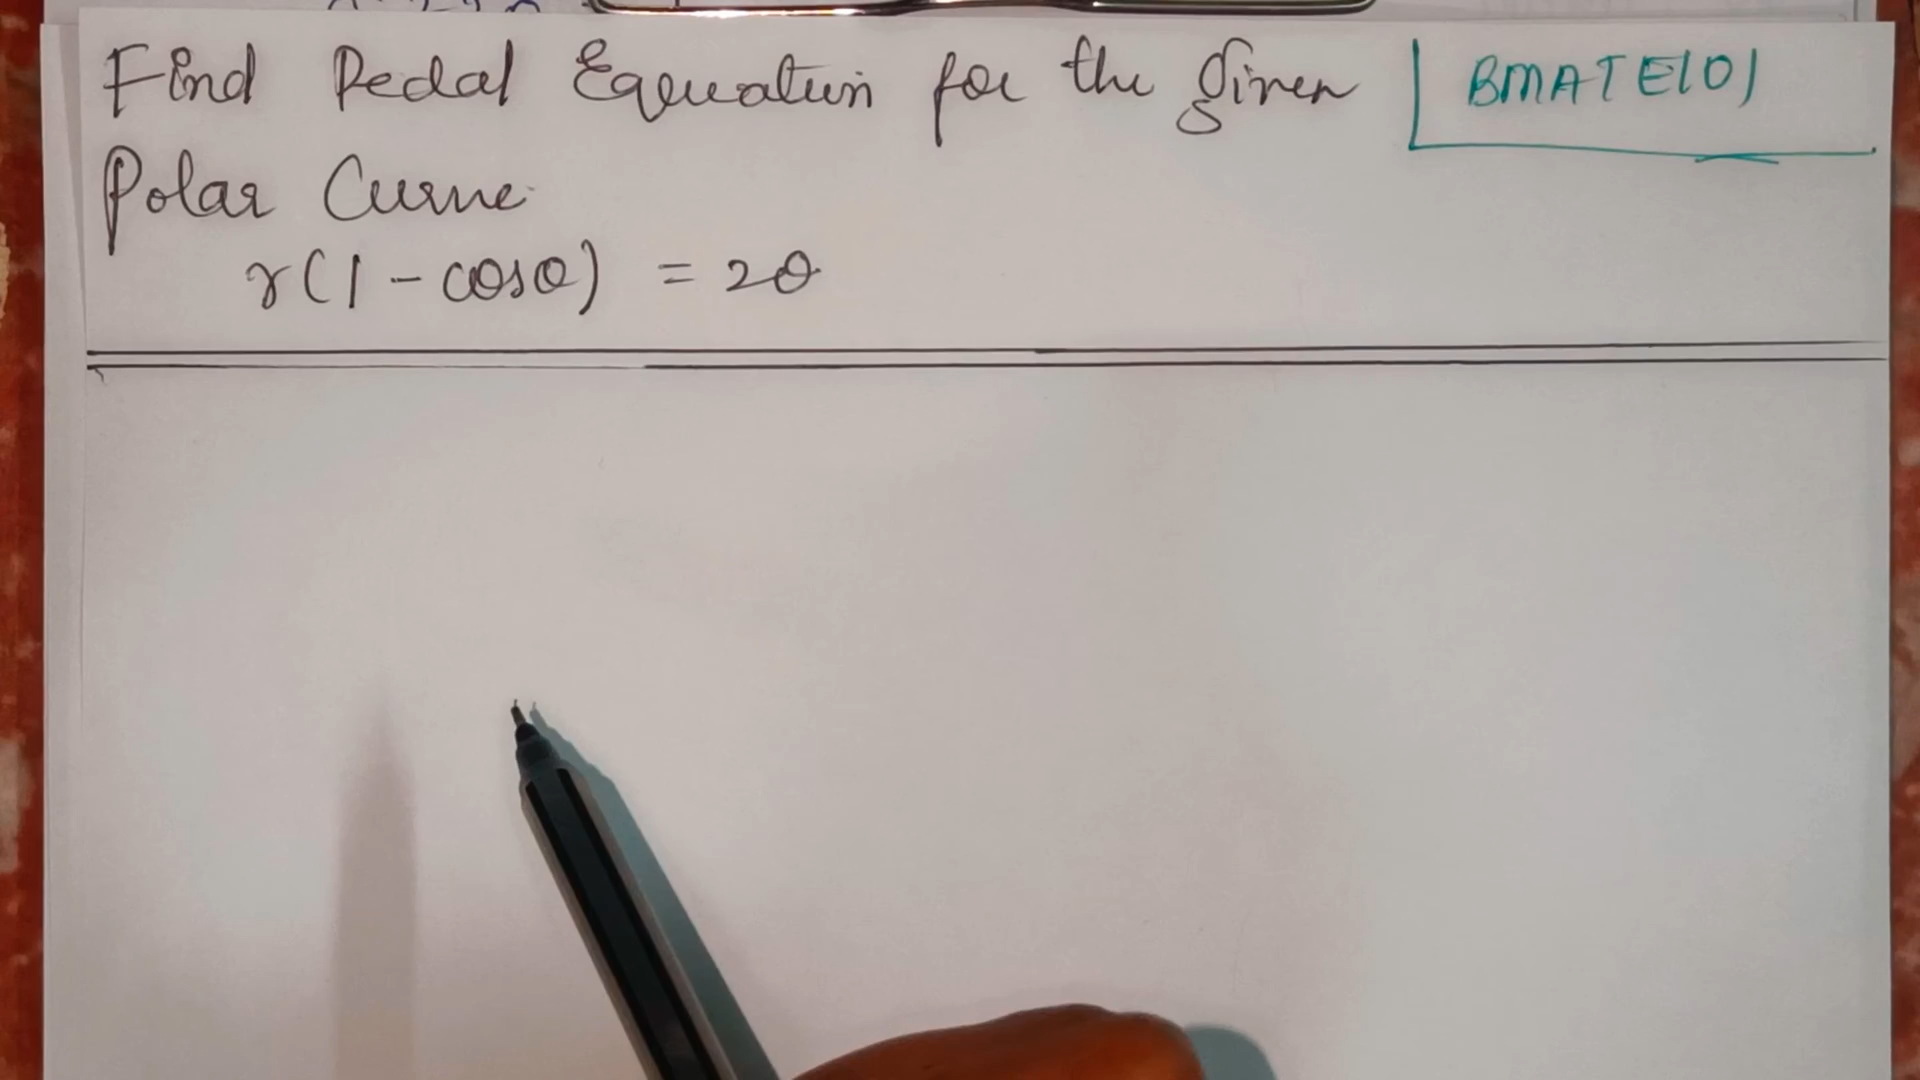 Find Pedal Equation for the given
BMATE101
Polar Curve
r(1 - cosθ) = 2θ